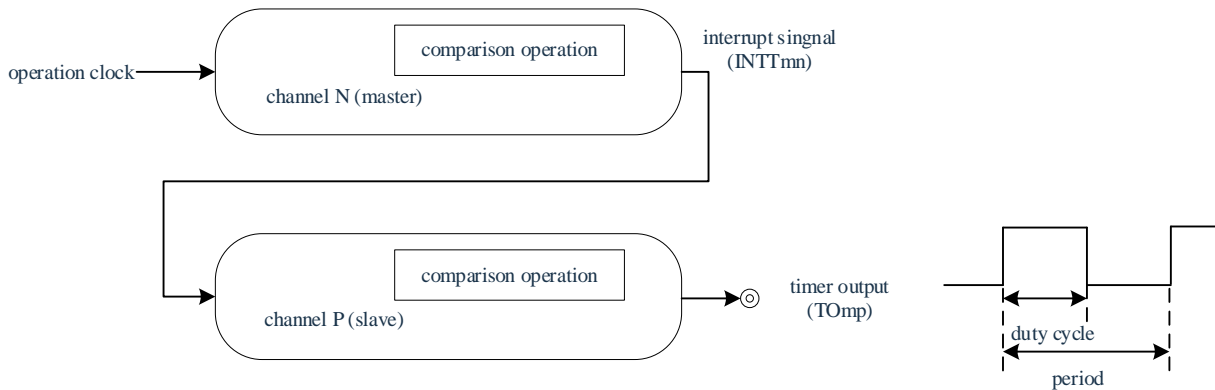 comparison operation
interrupt singnal
(INTTmn)
operation clock
channel N (master)
comparison operation
timer output
(TOmp)
channel P (slave)
duty cycle
period